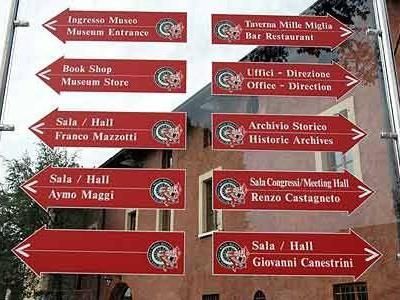 Ingresso Museo
Museum Entrance
Taverna Mille Miglia
Bar Restaurant
Book Shop
Museum Store
Uffici - Direzione
Office - Direction
Sala / Hall
Franco Mazzotti
Archivio Storico
Historic Archives
Sala / Hall
Aymo Maggi
Sala Congressi/Meeting Hall
Renzo Castagneto
Sala / Hall
Giovanni Canestrini